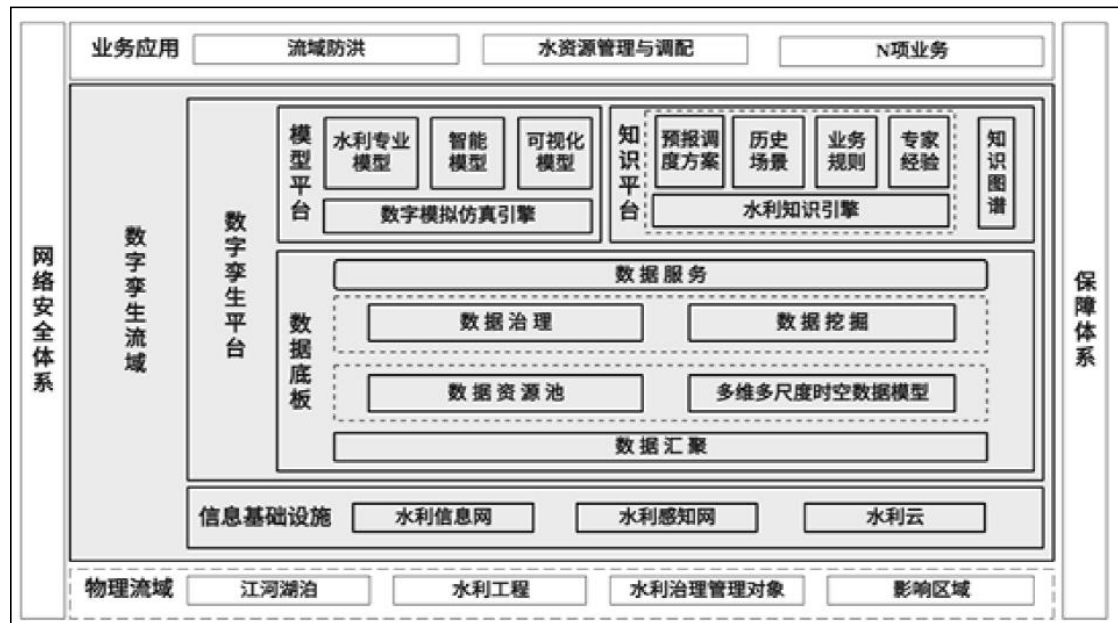 业务应用
流域防洪
水资源管理与调配
N项业务
网络安全体系
保障体系
数字孪生流域
数字孪生平台
模型平台
水利专业
模型
智能
模型
可视化
模型
数字模拟仿真引擎
知识平台
预报调
度方案
历史
场景
业务
规则
专家
经验
水利知识引擎
知识图谱
数据底板
数据服务
数据治理
数据挖掘
数据资源池
多维多尺度时空数据模型
数据汇聚
信息基础设施
水利信息网
水利感知网
水利云
物理流域
江河湖泊
水利工程
水利治理管理对象
影响区域